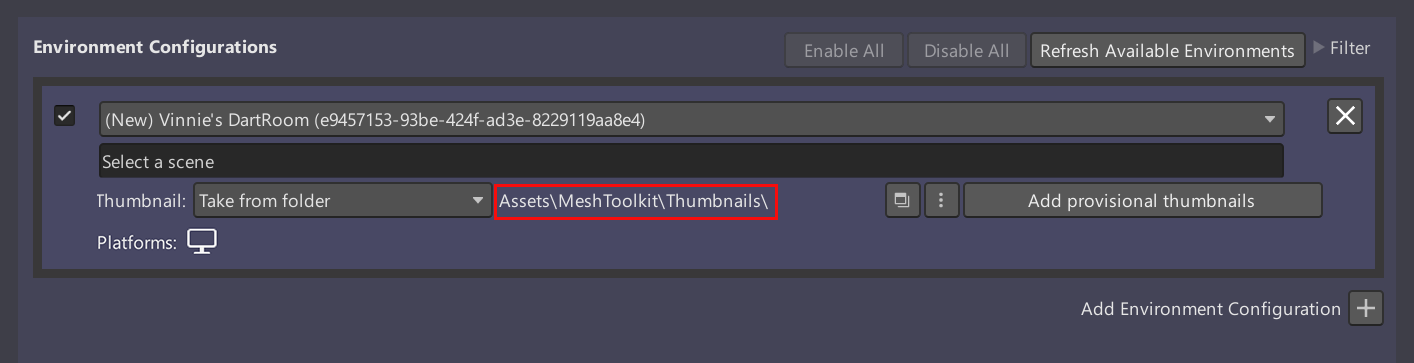 Environment Configurations
Enable All Disable All Refresh Available Environments Filter
(New) Vinnie's DartRoom (e9457153-93be-424f-ad3e-8229119aa8e4)
Select a scene
Thumbnail: Take from folder Assets\MeshToolkit\Thumbnails\ Add provisional thumbnails
Platforms:
Add Environment Configuration